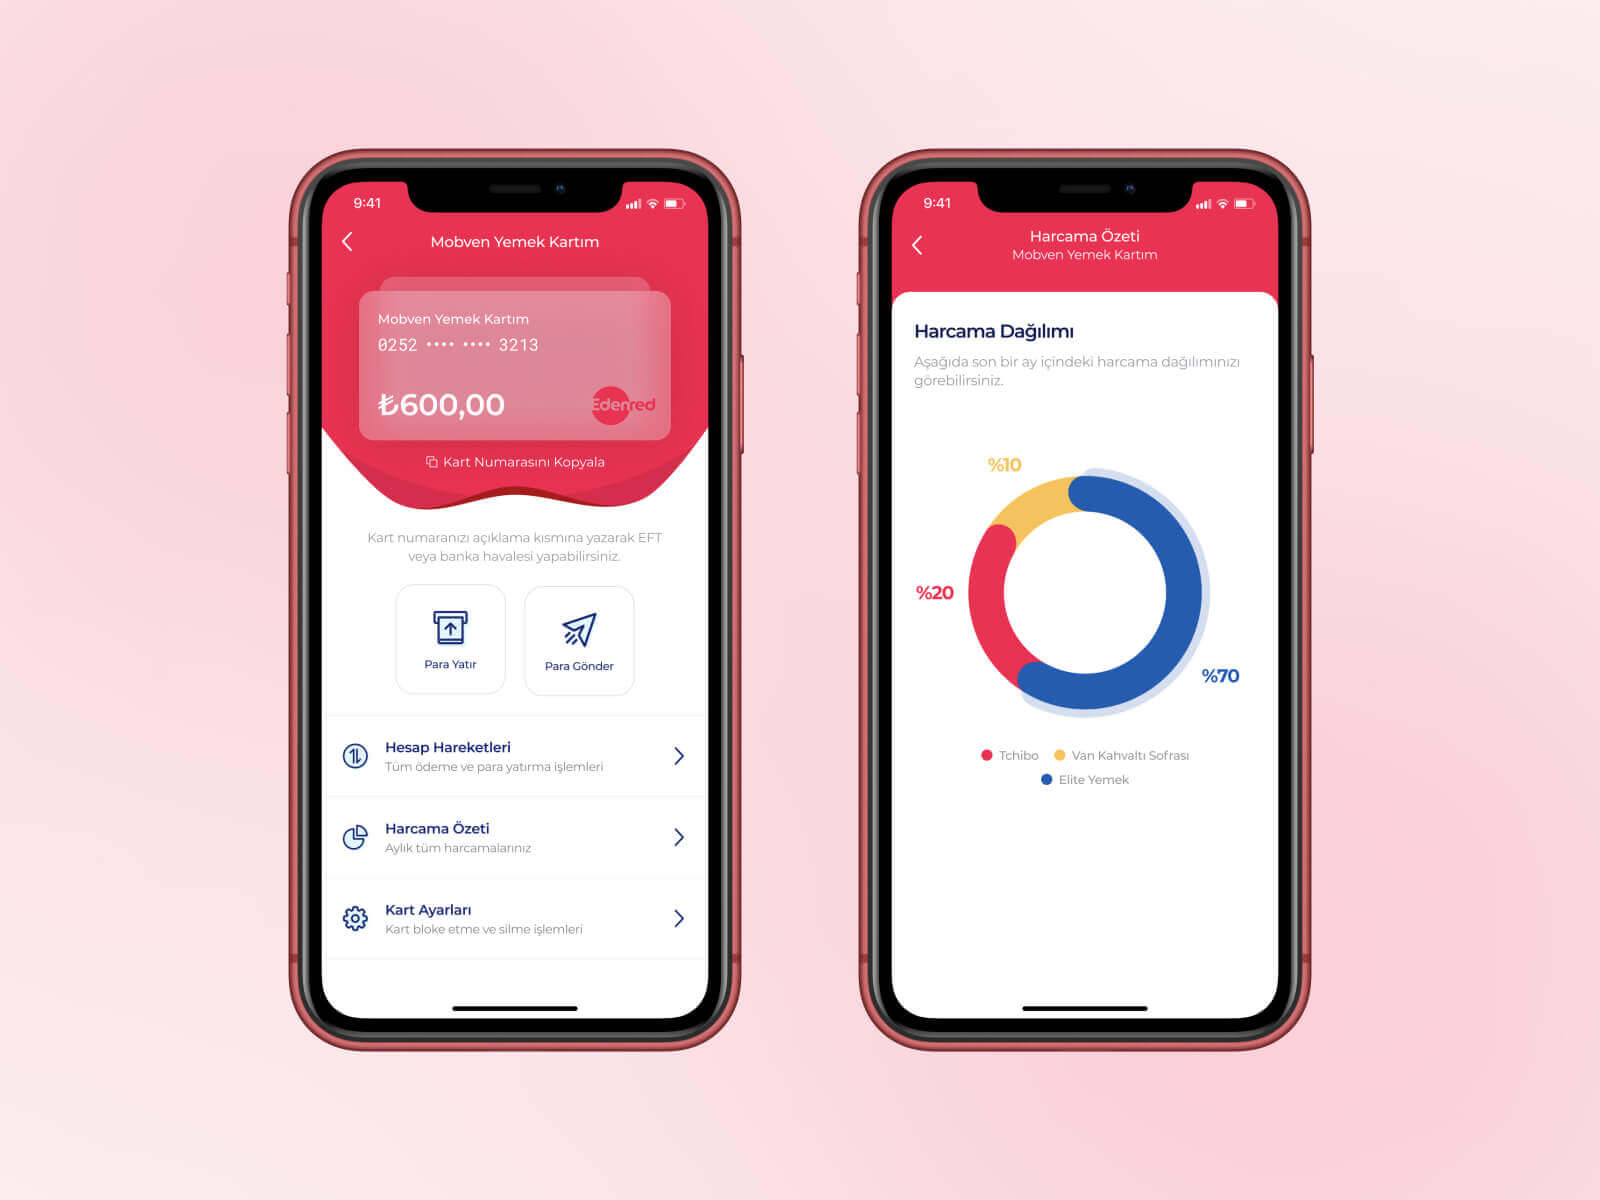 9:41
Mobven Yemek Kartım
Mobven Yemek Kartım
0252 •••• •••• 3213
₺600,00
Edenred
Kart Numarasını Kopyala
Kart numaranızı açıklama kısmına yazarak EFT
veya banka havalesi yapabilirsiniz.
Para Yatır
Para Gönder
Hesap Hareketleri
Tüm ödeme ve para yatırma işlemleri
Harcama Özeti
Aylık tüm harcamalarınız
Kart Ayarları
Kart bloke etme ve silme işlemleri
9:41
Harcama Özeti
Mobven Yemek Kartım
Harcama Dağılımı
Aşağıda son bir ay içindeki harcama dağılımınızı
görebilirsiniz.
%10
%20
%70
Tchibo
Van Kahvaltı Sofrası
Elite Yemek